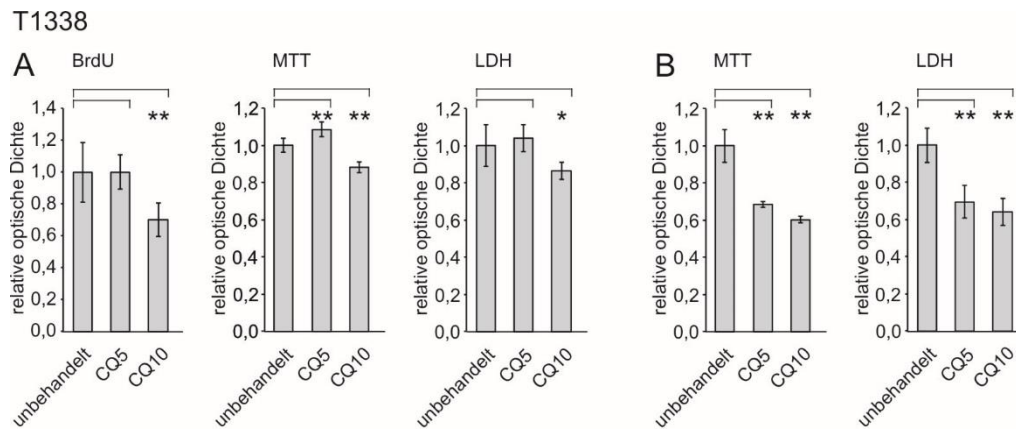 T1338
A
BrdU
MTT
LDH
B
MTT
LDH
relative optische Dichte
1,4
1,2
1,0
0,8
0,6
0,4
0,2
0,0
**
unbehandelt
CQ5
CQ10
relative optische Dichte
1,2
1,0
0,8
0,6
0,4
0,2
0,0
**
**
unbehandelt
CQ5
CQ10
relative optische Dichte
1,2
1,0
0,8
0,6
0,4
0,2
0,0
*
unbehandelt
CQ5
CQ10
relative optische Dichte
1,2
1,0
0,8
0,6
0,4
0,2
0,0
**
**
unbehandelt
CQ5
CQ10
relative optische Dichte
1,2
1,0
0,8
0,6
0,4
0,2
0,0
**
**
unbehandelt
CQ5
CQ10